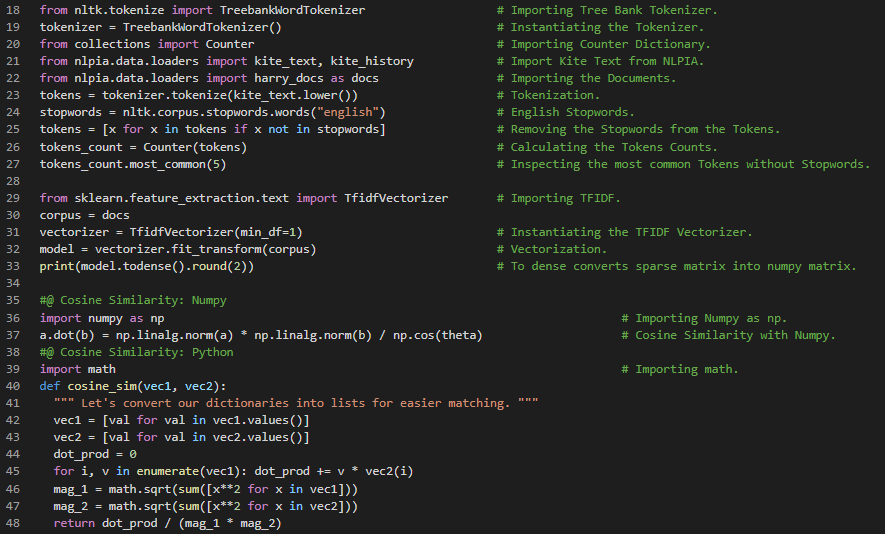 18 from nltk.tokenize import TreebankWordTokenizer # Importing Tree Bank Tokenizer.
19 tokenizer = TreebankWordTokenizer() # Instantiating the Tokenizer.
20 from collections import Counter # Importing Counter Dictionary.
21 from nlpia.data.loaders import kite_text, kite_history # Import Kite Text from NLPIA.
22 from nlpia.data.loaders import harry_docs as docs # Importing the Documents.
23 tokens = tokenizer.tokenize(kite_text.lower()) # Tokenization.
24 stopwords = nltk.corpus.stopwords.words("english") # English Stopwords.
25 tokens = [x for x in tokens if x not in stopwords] # Removing the Stopwords from the Tokens.
26 tokens_count = Counter(tokens) # Calculating the Tokens Counts.
27 tokens_count.most_common(5) # Inspecting the most common Tokens without Stopwords.
28
29 from sklearn.feature_extraction.text import TfidfVectorizer # Importing TFIDF.
30 corpus = docs
31 vectorizer = TfidfVectorizer(min_df=1) # Instantiating the TFIDF Vectorizer.
32 model = vectorizer.fit_transform(corpus) # Vectorization.
33 print(model.todense().round(2)) # To dense converts sparse matrix into numpy matrix.
34
35 #@ Cosine Similarity: Numpy
36 import numpy as np # Importing Numpy as np.
37 a.dot(b) = np.linalg.norm(a) * np.linalg.norm(b) / np.cos(theta) # Cosine Similarity with Numpy.
38 #@ Cosine Similarity: Python
39 import math # Importing math.
40 def cosine_sim(vec1, vec2):
41 """ Let's convert our dictionaries into lists for easier matching. """
42 vec1 = [val for val in vec1.values()]
43 vec2 = [val for val in vec2.values()]
44 dot_prod = 0
45 for i, v in enumerate(vec1): dot_prod += v * vec2(i)
46 mag_1 = math.sqrt(sum([x**2 for x in vec1]))
47 mag_2 = math.sqrt(sum([x**2 for x in vec2]))
48 return dot_prod / (mag_1 * mag_2)